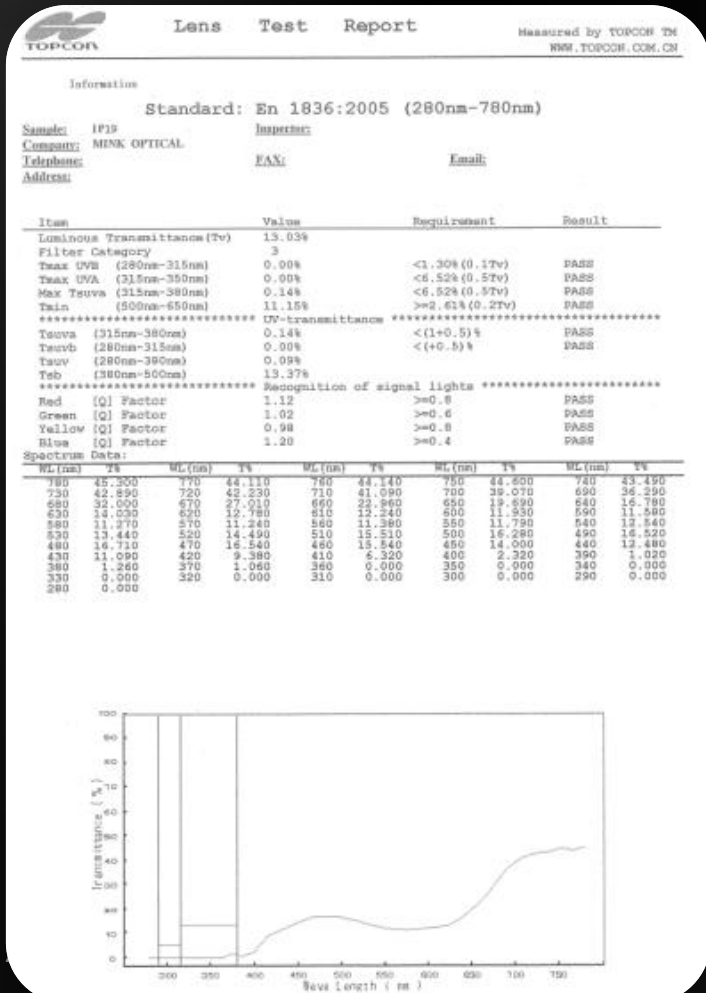 TOPCON
Lens Test Report
Measured by TOPCON TM
WWW.TOPCON.COM.CN
Information
Standard: En 1836:2005 (280nm-780nm)
Sample: 1P19 Inspector:
Company: MINK OPTICAL
Telephone: FAX: Email:
Address:
Item Value Requirement Result
Luminous Transmittance(Tv) 13.03%
Filter Category 3
Tmax UVB (280nm-315nm) 0.00% <1.30%(0.1Tv) PASS
Tmax UVA (315nm-350nm) 0.00% <6.52%(0.5Tv) PASS
Max Tsuva (315nm-380nm) 0.14% <6.52%(0.5Tv) PASS
Tmin (500nm-650nm) 11.15% >=2.61%(0.2Tv) PASS
**************************** UV-transmittance ***********************************
Tsuva (315nm-380nm) 0.14% <(1+0.5)% PASS
Tsuvb (280nm-315nm) 0.00% <(+0.5)% PASS
Tsuv (280nm-380nm) 0.09%
Tsb (380nm-500nm) 13.37%
**************************** Recognition of signal lights ***********************
Red [Q] Factor 1.12 >=0.8 PASS
Green [Q] Factor 1.02 >=0.6 PASS
Yellow [Q] Factor 0.98 >=0.8 PASS
Blue [Q] Factor 1.20 >=0.4 PASS
Spectrum Data:
WL(nm) T% WL(nm) T% WL(nm) T% WL(nm) T% WL(nm) T%
780 45.300 770 44.110 760 44.140 750 44.600 740 43.490
730 42.890 720 42.230 710 41.090 700 39.070 690 36.290
680 32.000 670 27.010 660 22.960 650 19.690 640 16.780
630 14.030 620 12.780 610 12.240 600 11.930 590 11.580
580 11.270 570 11.240 560 11.380 550 11.790 540 12.540
530 13.440 520 14.490 510 15.510 500 16.280 490 16.520
480 16.710 470 16.540 460 15.540 450 14.000 440 12.480
430 11.090 420 9.380 410 6.320 400 2.320 390 1.020
380 1.260 370 1.060 360 0.000 350 0.000 340 0.000
330 0.000 320 0.000 310 0.000 300 0.000 290 0.000
280 0.000
Transmittance (%)
100
90
80
70
60
50
40
30
20
10
0
300 350 400 450 500 550 600 650 700 750
Wave Length ( nm )